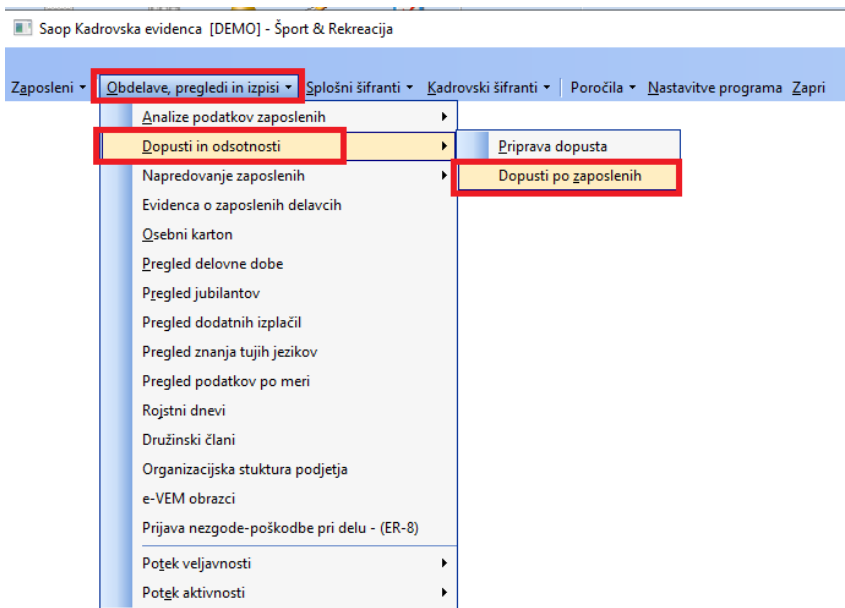 Saop Kadrovska evidenca [DEMO] - Šport & Rekreacija
Zaposleni Obdelave, pregledi in izpisi Splošni šifranti Kadrovski šifranti Poročila Nastavitve programa Zapri
Analize podatkov zaposlenih
Dopusti in odsotnosti
Priprava dopusta
Napredovanje zaposlenih
Dopusti po zaposlenih
Evidenca o zaposlenih delavcih
Osebni karton
Pregled delovne dobe
Pregled jubilantov
Pregled dodatnih izplačil
Pregled znanja tujih jezikov
Pregled podatkov po meri
Rojstni dnevi
Družinski člani
Organizacijska stuktura podjetja
e-VEM obrazci
Prijava nezgode-poškodbe pri delu - (ER-8)
Potek veljavnosti
Potek aktivnosti